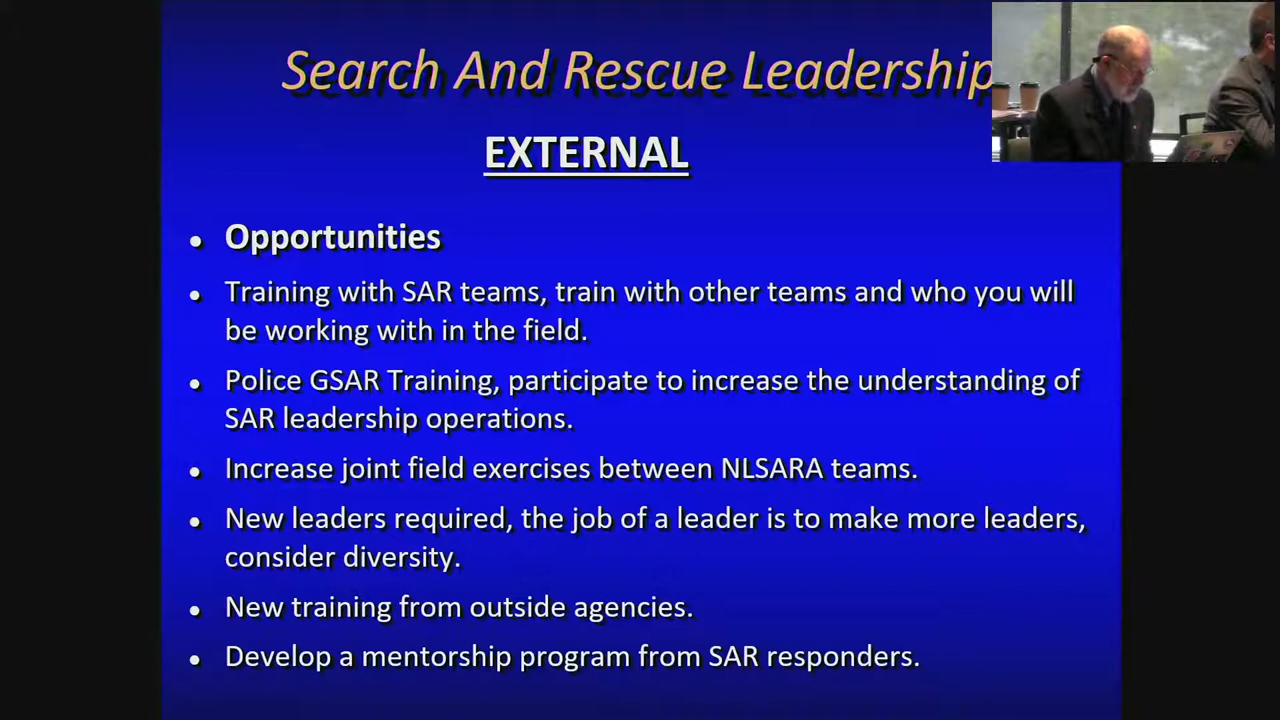 Search And Rescue Leadership
EXTERNAL
• Opportunities
• Training with SAR teams, train with other teams and who you will
be working with in the field.
• Police GSAR Training, participate to increase the understanding of
SAR leadership operations.
• Increase joint field exercises between NLSARA teams.
• New leaders required, the job of a leader is to make more leaders,
consider diversity.
• New training from outside agencies.
• Develop a mentorship program from SAR responders.